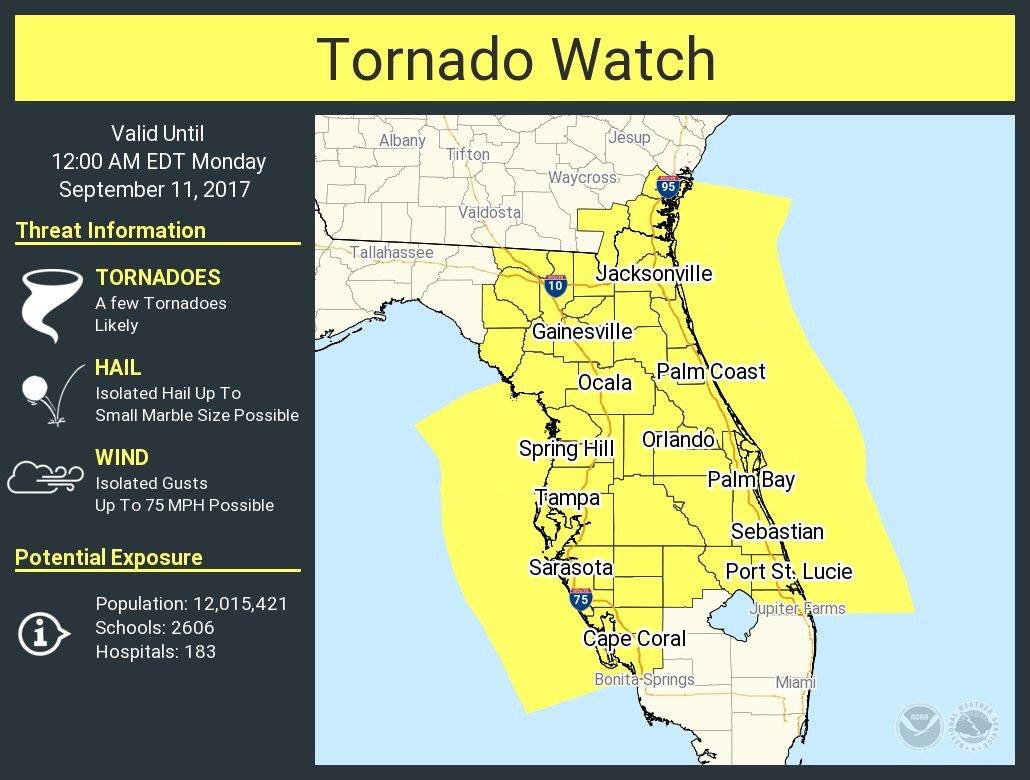 Tornado Watch
Valid Until
12:00 AM EDT Monday
September 11, 2017
Threat Information
TORNADOES
A few Tornadoes
Likely
HAIL
Isolated Hail Up To
Small Marble Size Possible
WIND
Isolated Gusts
Up To 75 MPH Possible
Potential Exposure
Population: 12,015,421
Schools: 2606
Hospitals: 183
Albany
Jesup
Tifton
Waycross
95
Valdosta
Tallahassee
Jacksonville
10
Gainesville
Palm Coast
Ocala
Orlando
Spring Hill
Palm Bay
Tampa
Sebastian
Sarasota
Port St. Lucie
75
Jupiter Farms
Cape Coral
Bonita Springs
Miami
NOAA
NATIONAL WEATHER SERVICE